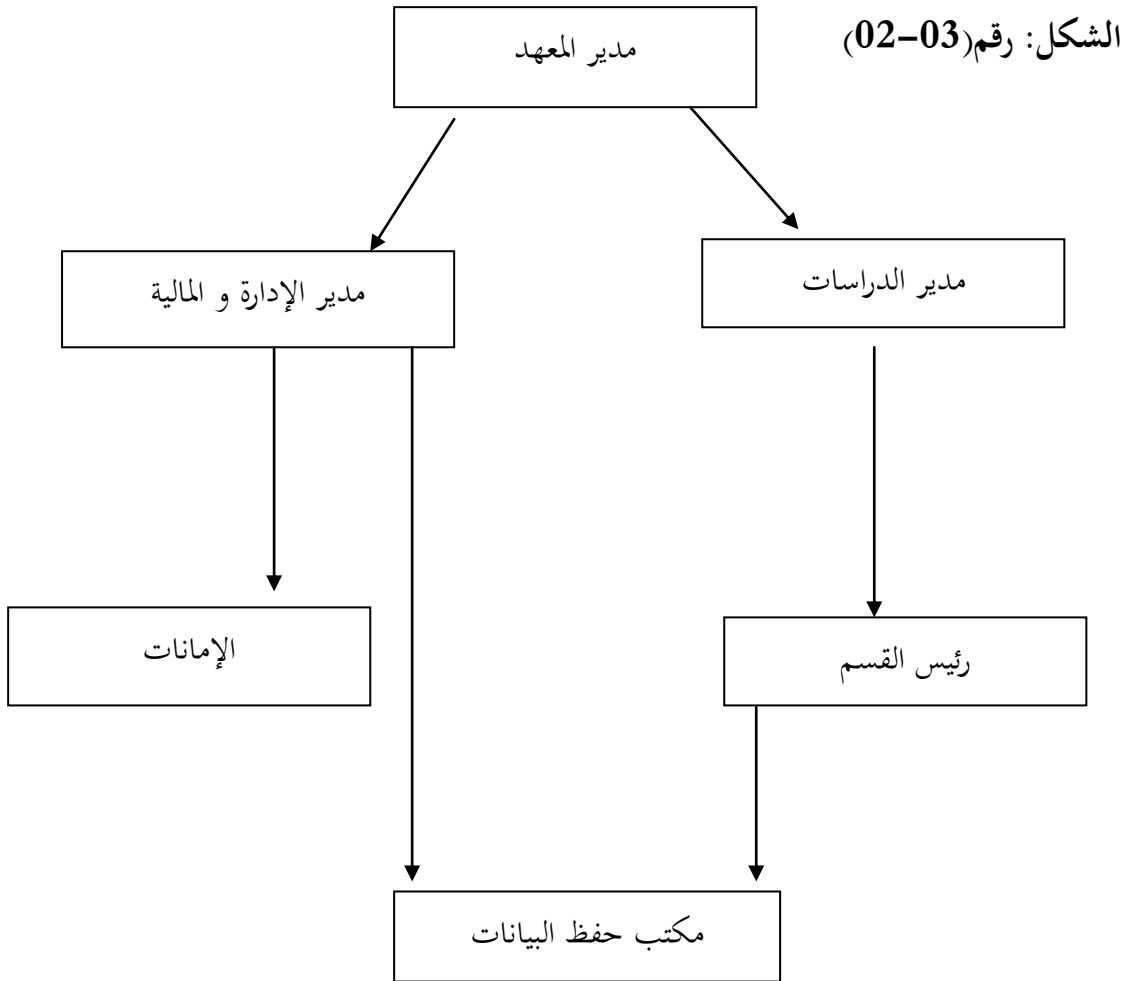 الشكل: رقم(03-02)
مدير المعهد
مدير الدراسات
مدير الإدارة و المالية
رئيس القسم
الإمانات
مكتب حفظ البيانات